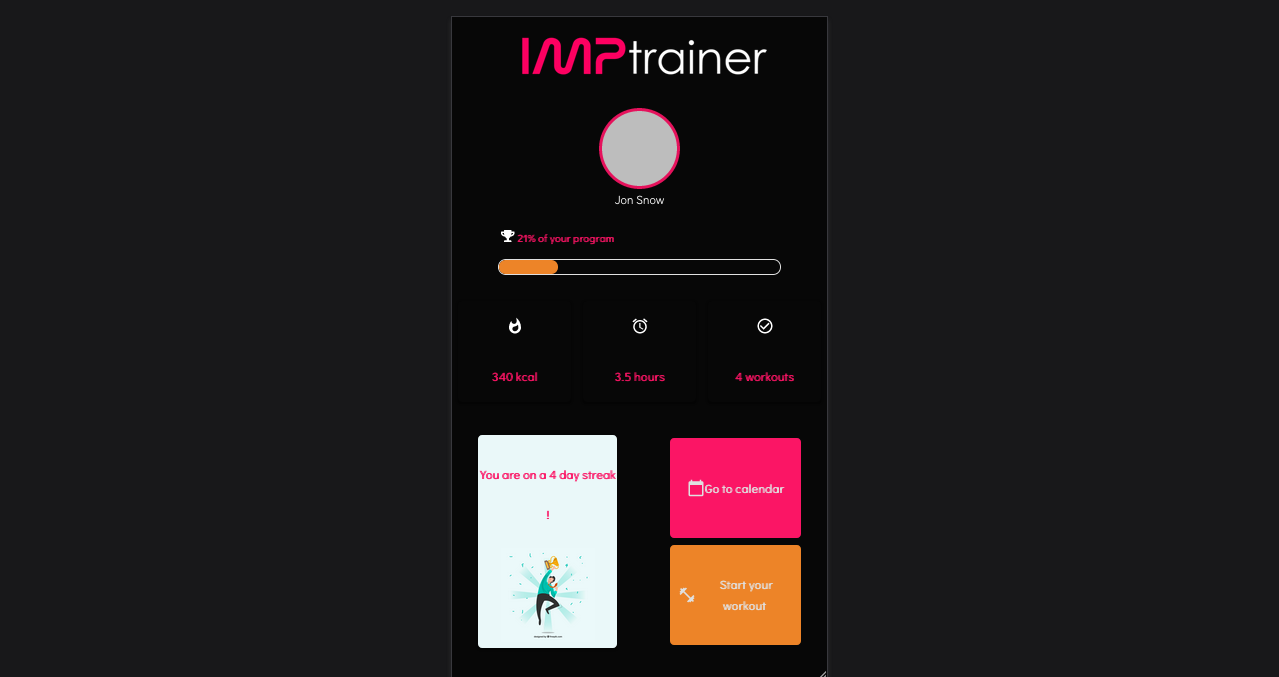 IMPtrainer
Jon Snow
21% of your program
340 kcal
3.5 hours
4 workouts
You are on a 4 day streak
!
Go to calendar
Start your
workout